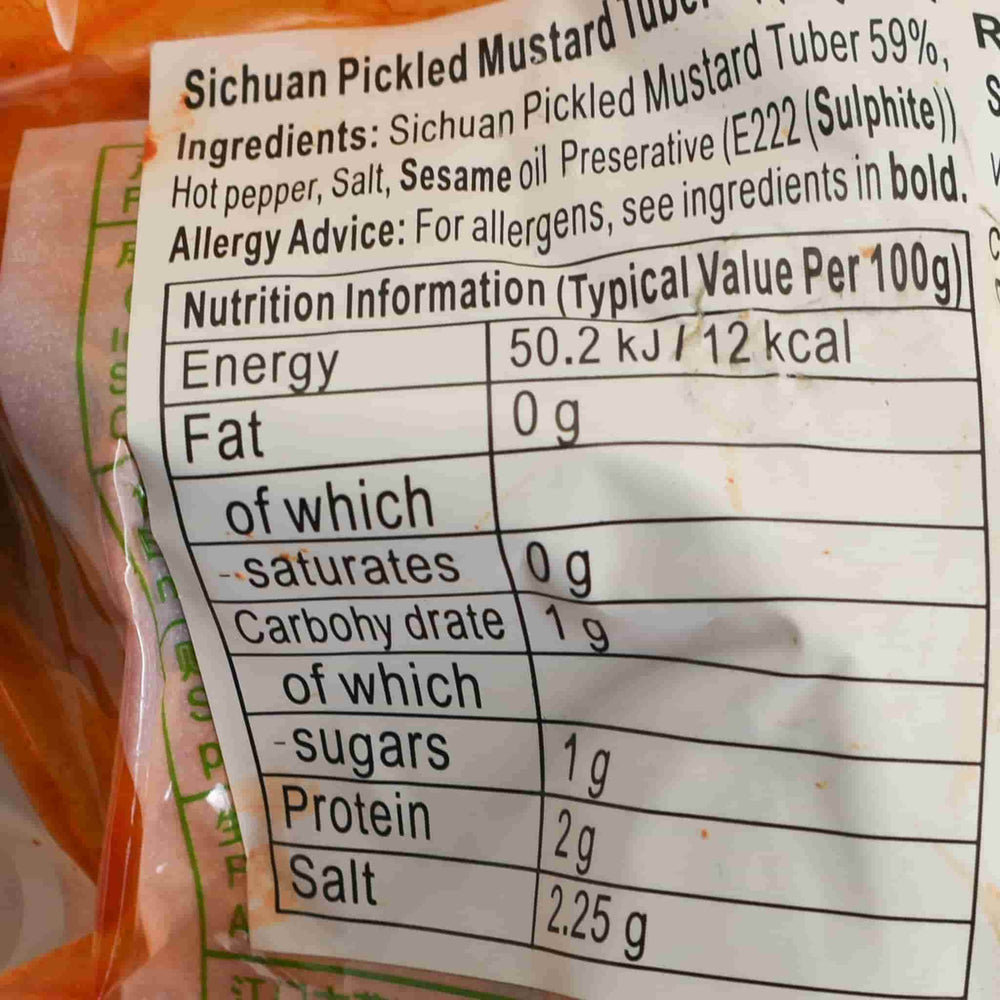 Sichuan Pickled Mustard
Ingredients: Sichuan Pickled Mustard Tuber 59%,
Hot pepper, Salt, Sesame oil Preserative (E222 (Sulphite))
Allergy Advice: For allergens, see ingredients in bold.
Nutrition Information (Typical Value Per 100g)
Energy 50.2 kJ / 12 kcal
Fat 0 g
of which
-saturates 0 g
Carbohy drate 1 g
of which
-sugars 1 g
Protein 2g
Salt 2.25 g